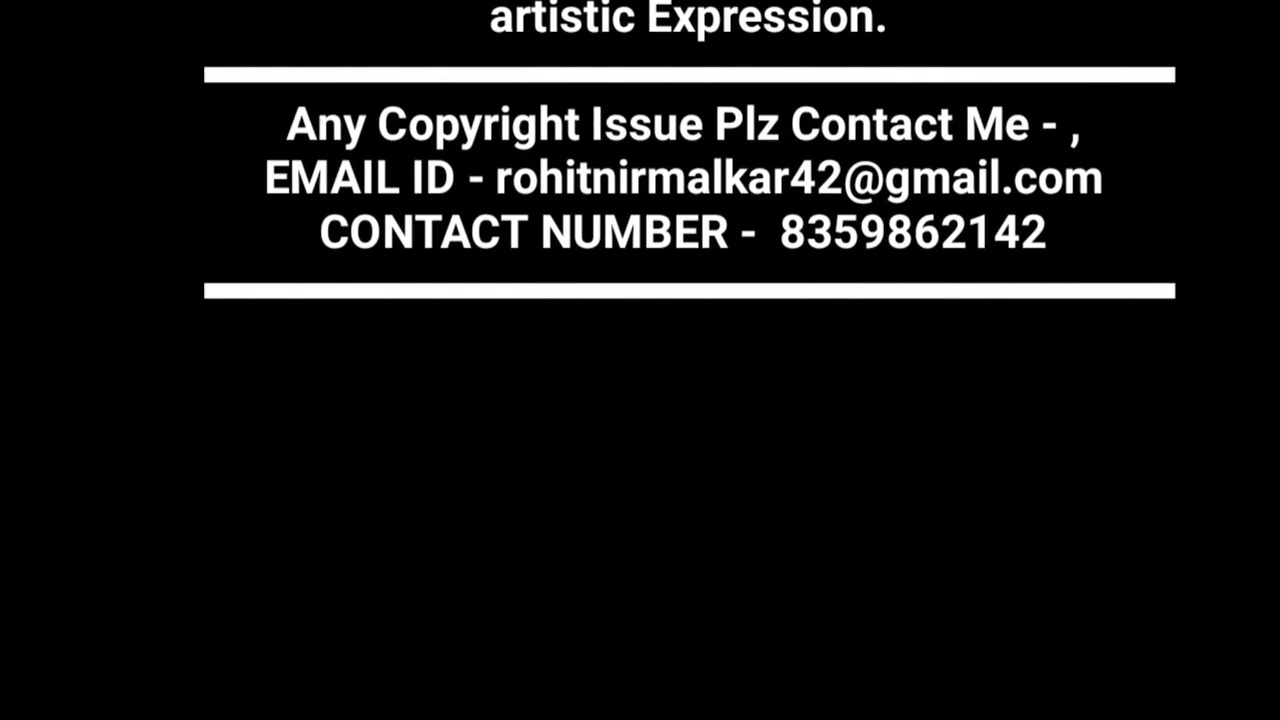 artistic Expression.
Any Copyright Issue Plz Contact Me - ,
EMAIL ID - rohitnirmalkar42@gmail.com
CONTACT NUMBER -  8359862142